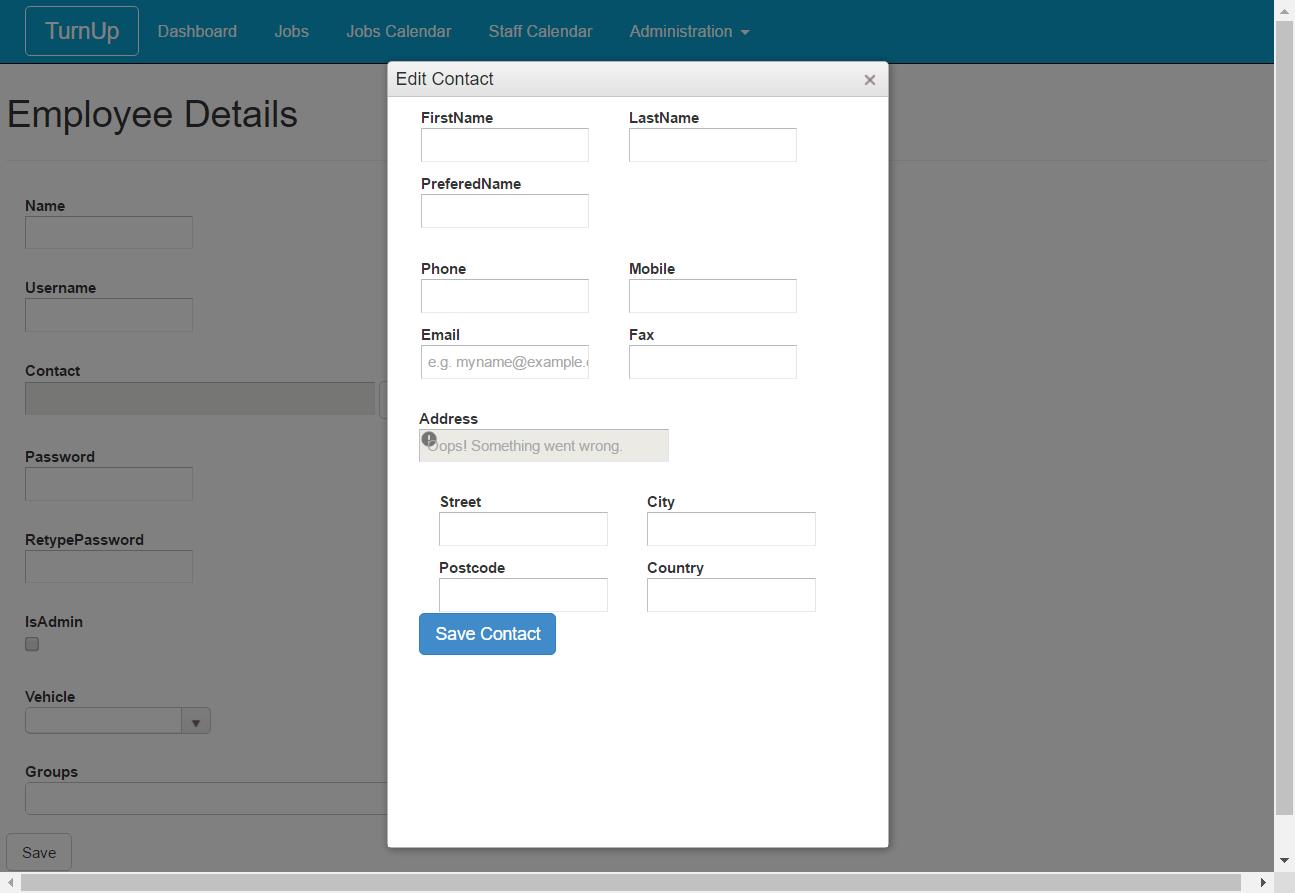 TurnUp Dashboard Jobs Jobs Calendar Staff Calendar Administration
Employee Details
Name
Username
Contact
Password
RetypePassword
IsAdmin
Vehicle
Groups
Save
Edit Contact ×
FirstName LastName
PreferedName
Phone Mobile
Email Fax
e.g. myname@example.
Address
Oops! Something went wrong.
Street City
Postcode Country
Save Contact